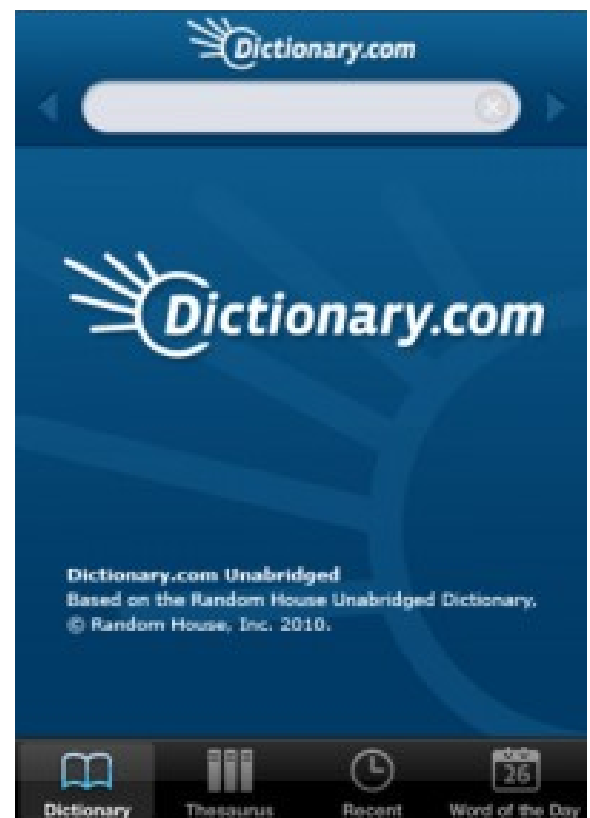 Dictionary.com
Dictionary.com
Dictionary.com Unabridged
Based on the Random House Unabridged Dictionary.
© Random House, Inc. 2010.
26
Dictionary Thesaurus Recent Word of the Day